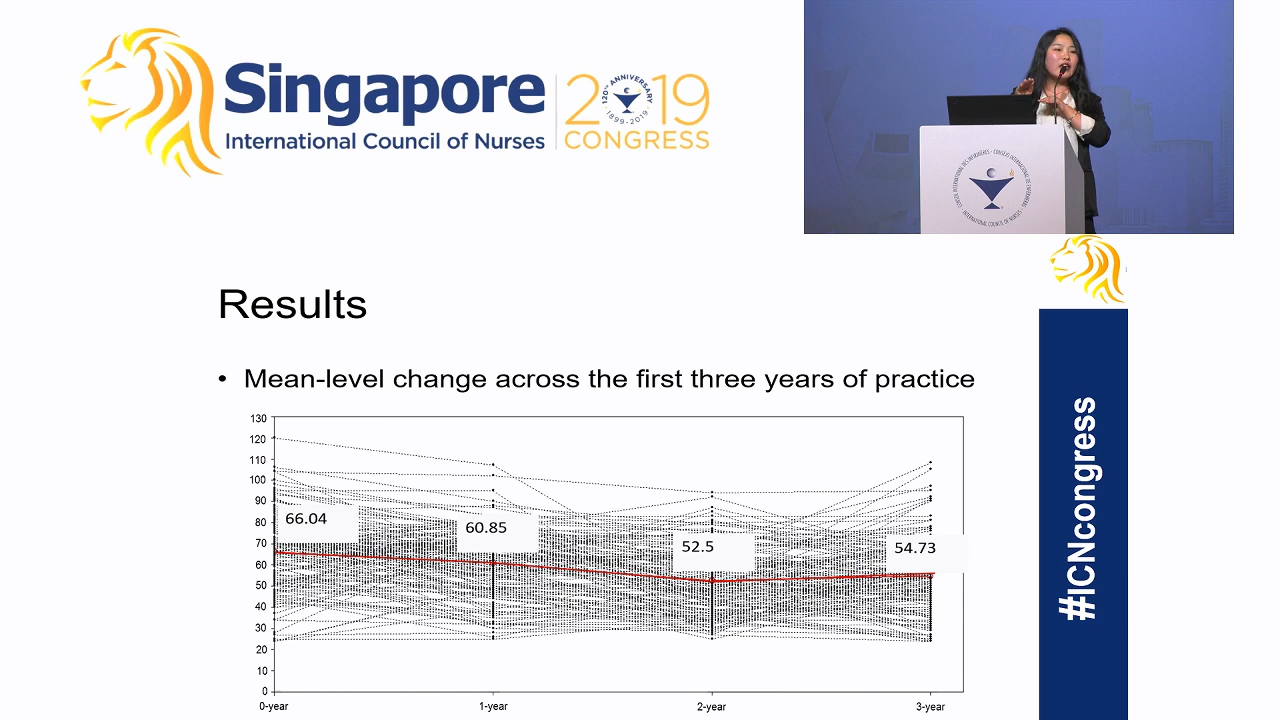 Singapore
International Council of Nurses
2019
CONGRESS
120TH ANNIVERSARY
1899-2019
Results
• Mean-level change across the first three years of practice
130
120
110
100
90
80
70
60
50
40
30
20
10
0
66.04
60.85
52.5
54.73
0-year
1-year
2-year
3-year
#ICNcongress